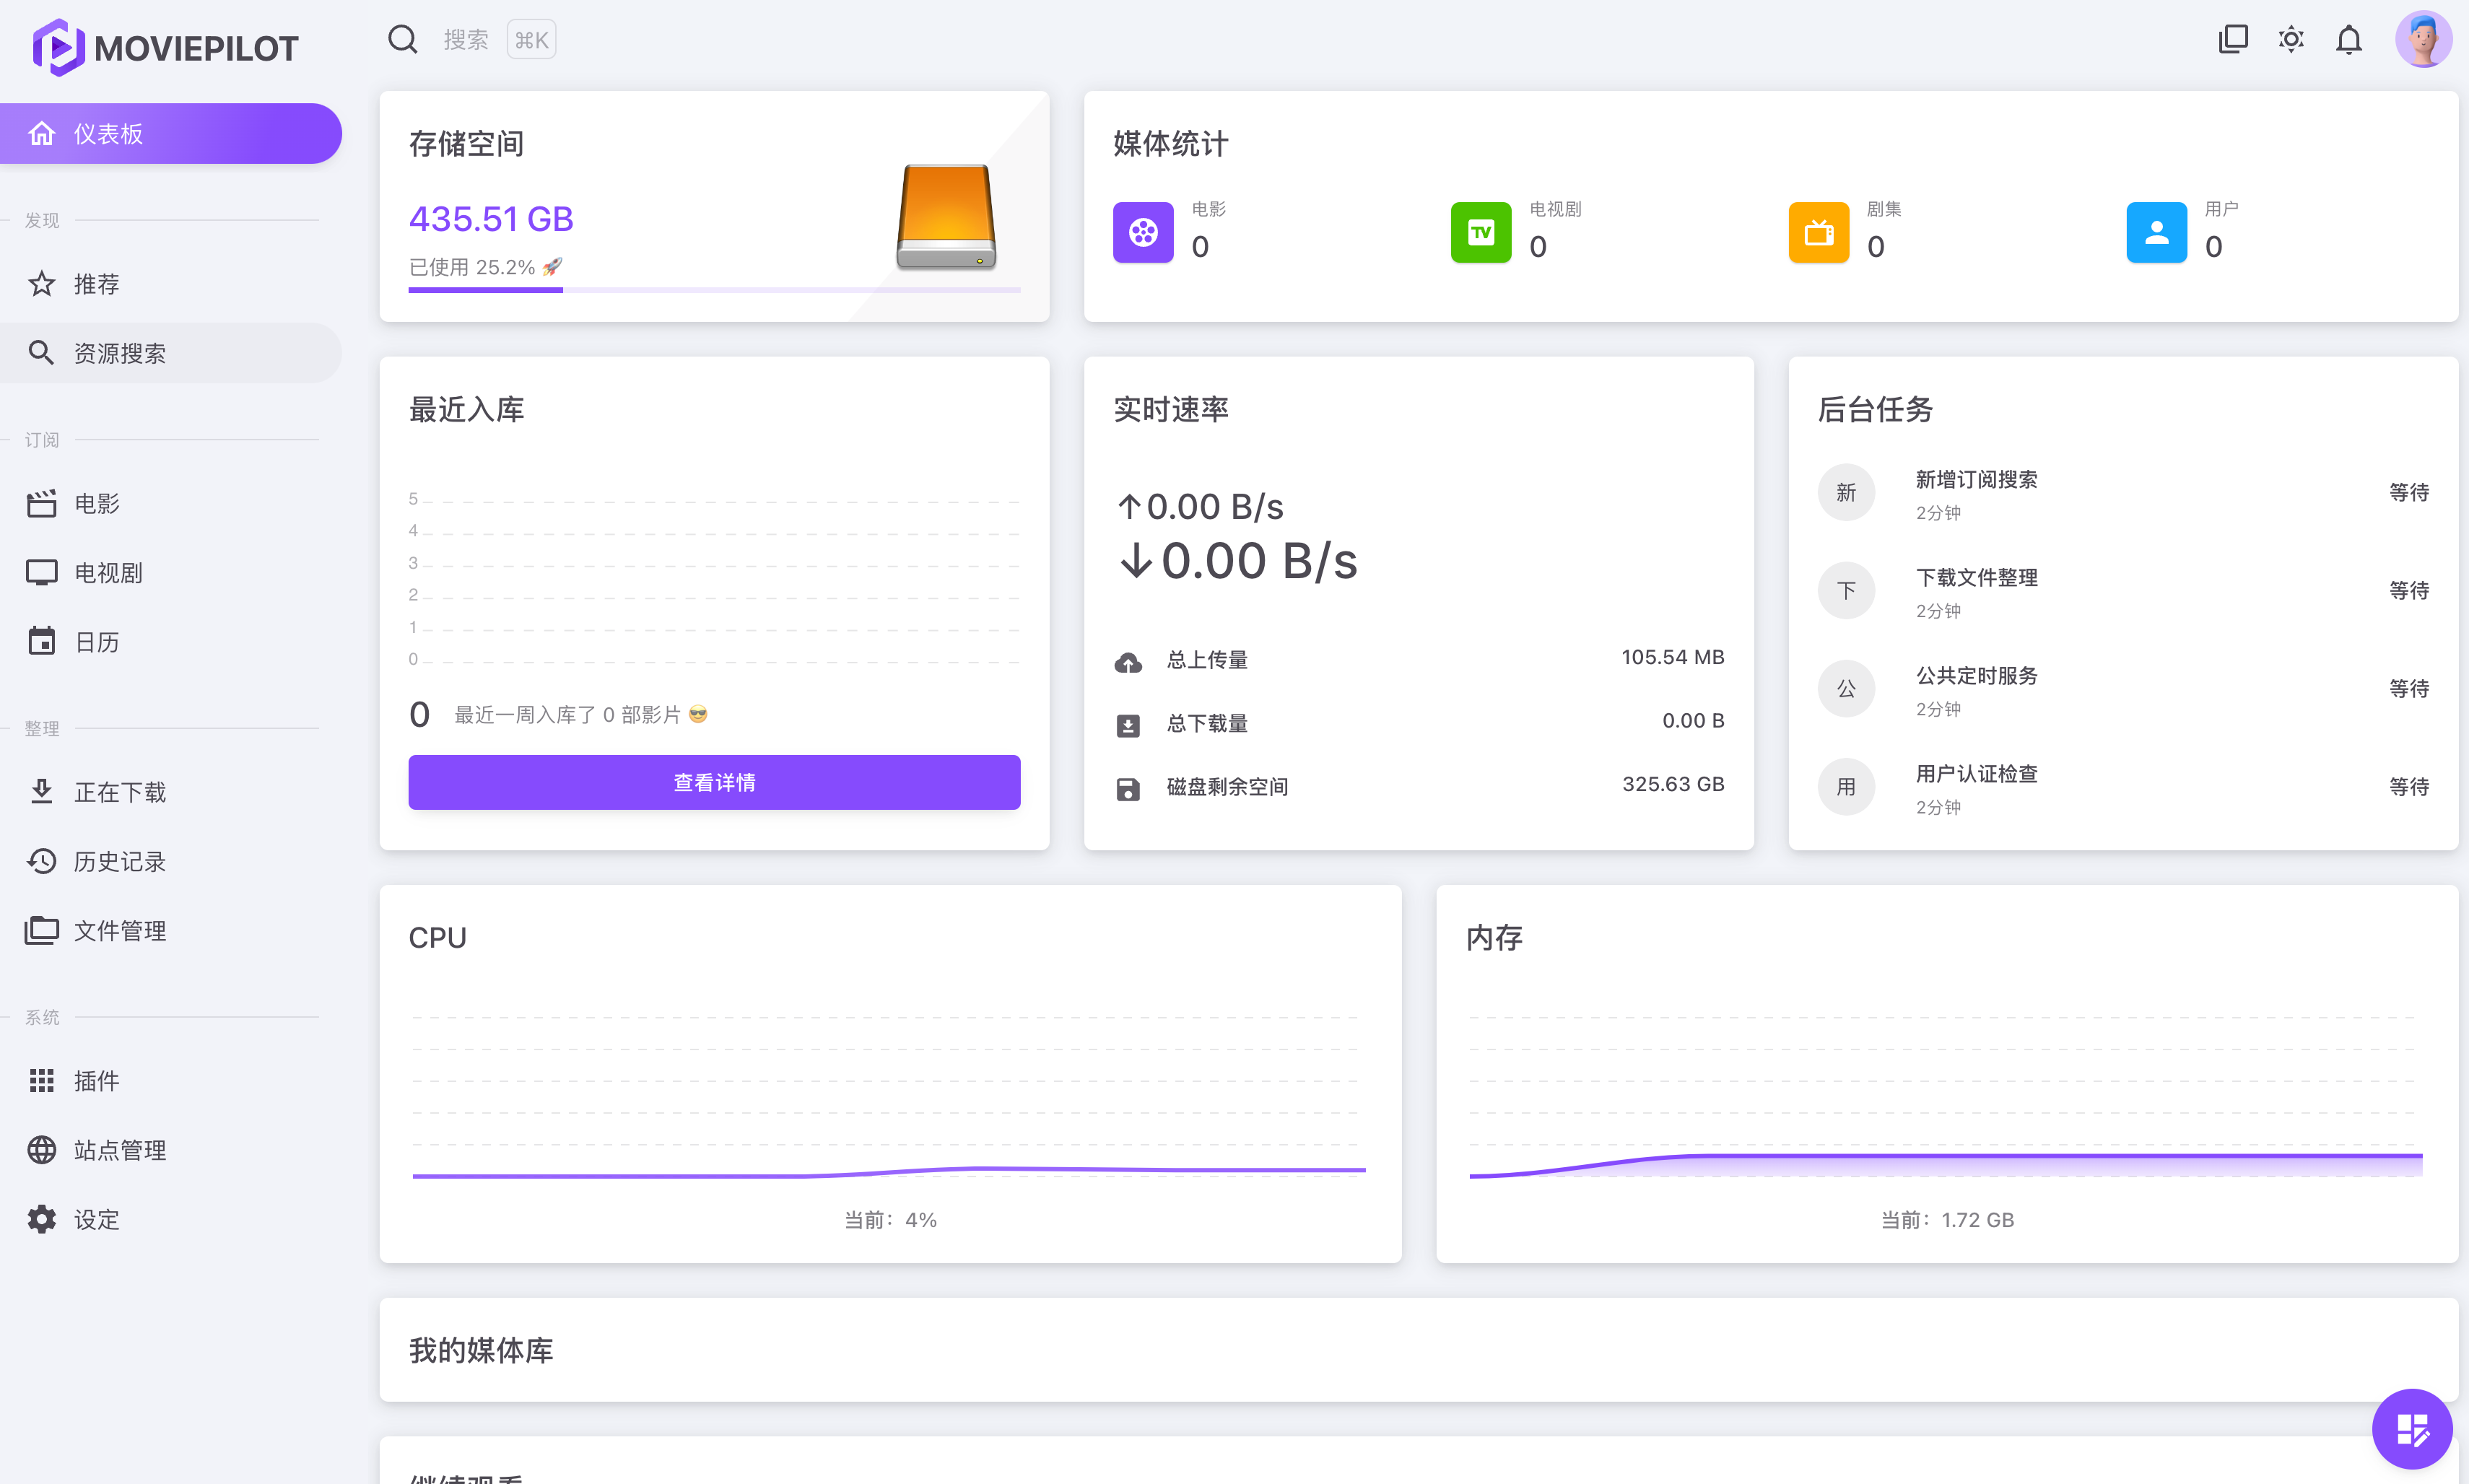 MOVIEPILOT
仪表板
发现
推荐
资源搜索
订阅
电影
电视剧
日历
整理
正在下载
历史记录
文件管理
系统
插件
站点管理
设定
搜索 ⌘K
存储空间
435.51 GB
已使用 25.2% 🚀
媒体统计
电影
0
电视剧
0
剧集
0
用户
0
TV
最近入库
5
4
3
2
1
0
0 最近一周入库了 0 部影片 😎
查看详情
实时速率
↑0.00 B/s
↓0.00 B/s
总上传量 105.54 MB
总下载量 0.00 B
磁盘剩余空间 325.63 GB
后台任务
新 新增订阅搜索 等待
2分钟
下 下载文件整理 等待
2分钟
公 公共定时服务 等待
2分钟
用 用户认证检查 等待
2分钟
CPU
当前：4%
内存
当前：1.72 GB
我的媒体库
继续观看